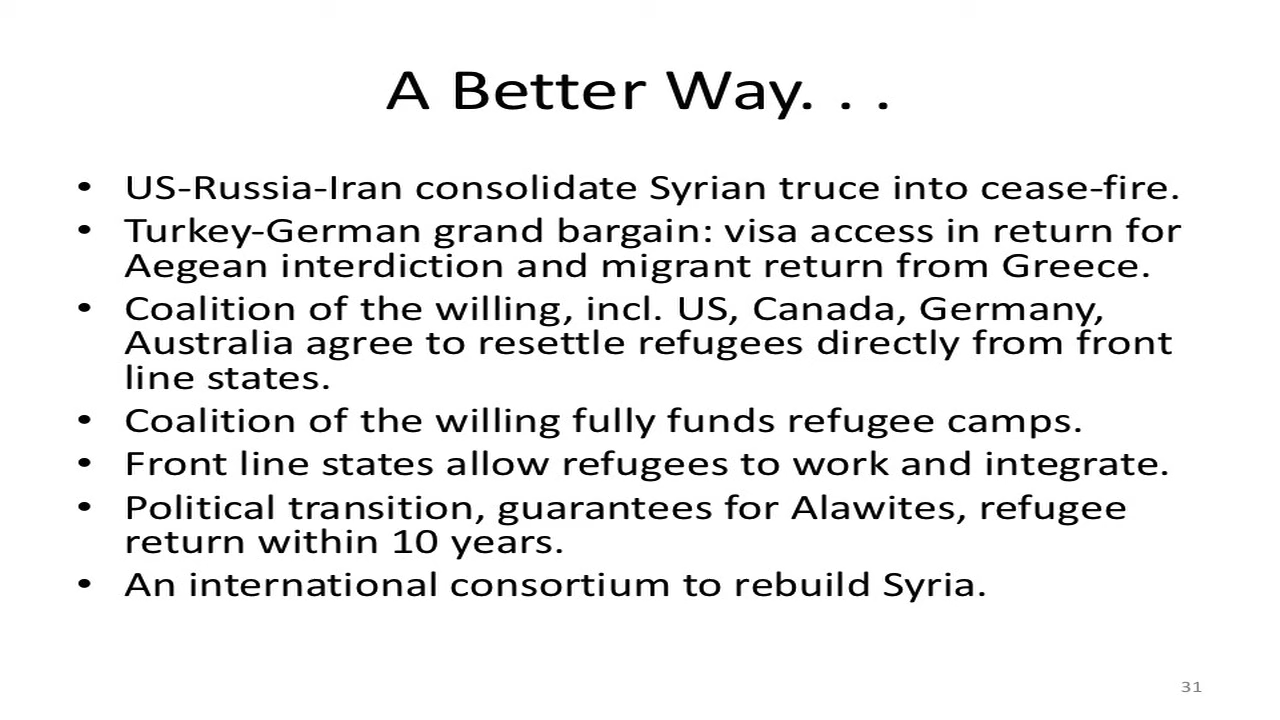 A Better Way. . .
• US-Russia-Iran consolidate Syrian truce into cease-fire.
• Turkey-German grand bargain: visa access in return for
Aegean interdiction and migrant return from Greece.
• Coalition of the willing, incl. US, Canada, Germany,
Australia agree to resettle refugees directly from front
line states.
• Coalition of the willing fully funds refugee camps.
• Front line states allow refugees to work and integrate.
• Political transition, guarantees for Alawites, refugee
return within 10 years.
• An international consortium to rebuild Syria.
31